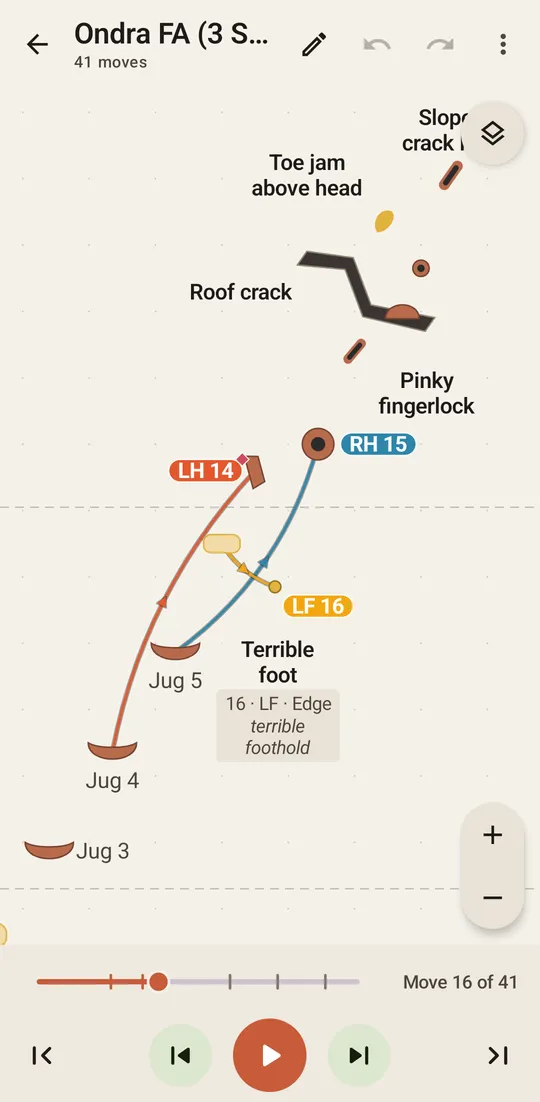 Ondra FA (3 S...
41 moves
crack
Toe jam
above head
Roof crack
Pinky
fingerlock
LH 14
RH 15
LF 16
Terrible
foot
Jug 5
16 · LF · Edge
terrible
foothold
Jug 4
Jug 3
Move 16 of 41